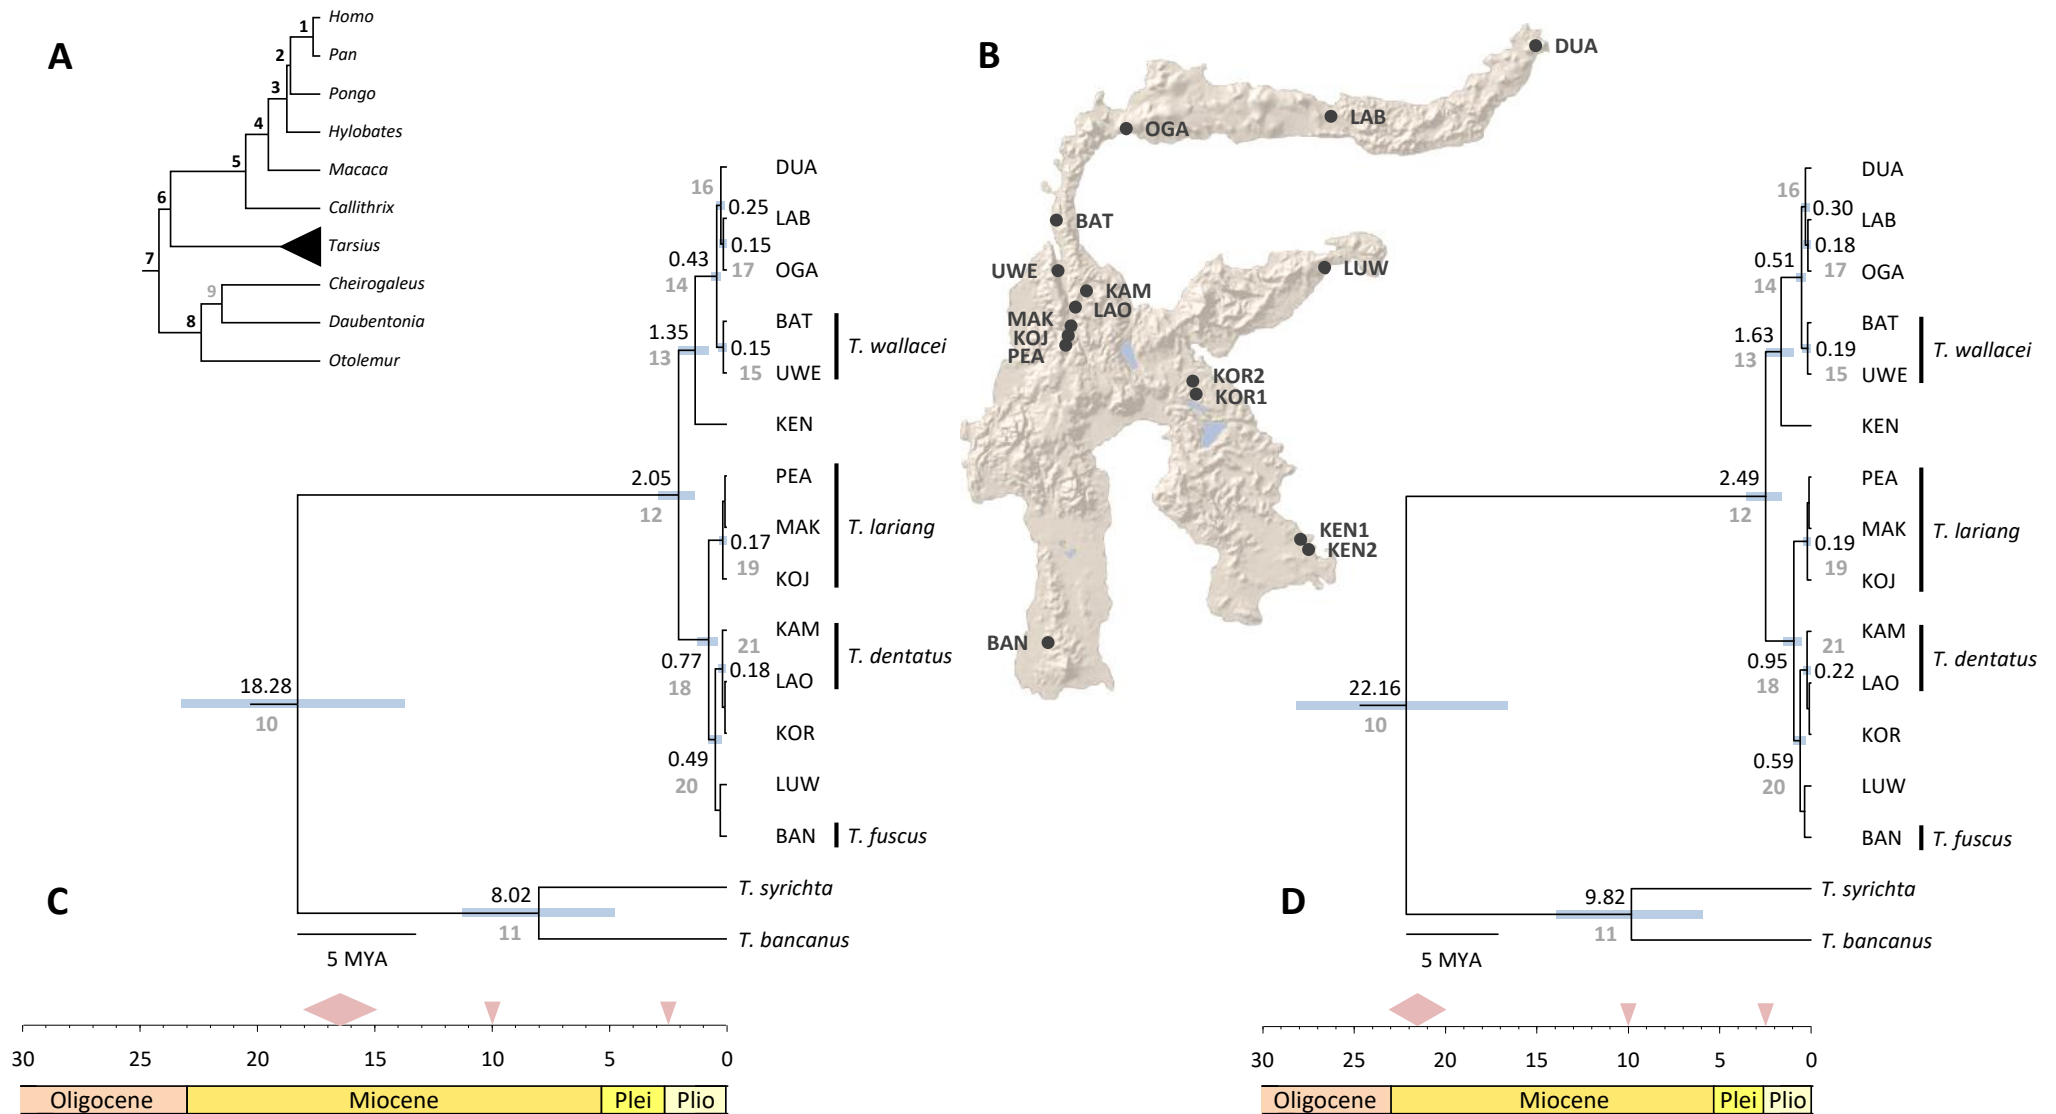 A
1
2
3
4
5
6
7
8
9
Homo
Pan
Pongo
Hylobates
Macaca
Callithrix
Tarsius
Cheirogaleus
Daubentonia
Otolemur
B
DUA
LAB
OGA
BAT
UWE
LUW
KAM
LAO
MAK
KOJ
PEA
KOR2
KOR1
KEN1
KEN2
BAN
C
DUA
16
0.25
LAB
0.15
17
OGA
0.43
14
BAT
0.15
15
UWE
T. wallacei
1.35
13
KEN
2.05
12
PEA
MAK
0.17
19
KOJ
T. lariang
KAM
21
0.18
LAO
T. dentatus
0.77
18
KOR
0.49
20
LUW
BAN
T. fuscus
18.28
10
8.02
11
T. syrichta
T. bancanus
5 MYA
30 25 20 15 10 5 0
Oligocene Miocene Plei Plio
D
DUA
16
0.30
LAB
0.18
17
OGA
0.51
14
BAT
0.19
15
UWE
T. wallacei
1.63
13
KEN
2.49
12
PEA
MAK
0.19
19
KOJ
T. lariang
KAM
21
0.22
LAO
T. dentatus
0.95
18
KOR
0.59
20
LUW
BAN
T. fuscus
22.16
10
9.82
11
T. syrichta
T. bancanus
5 MYA
30 25 20 15 10 5 0
Oligocene Miocene Plei Plio